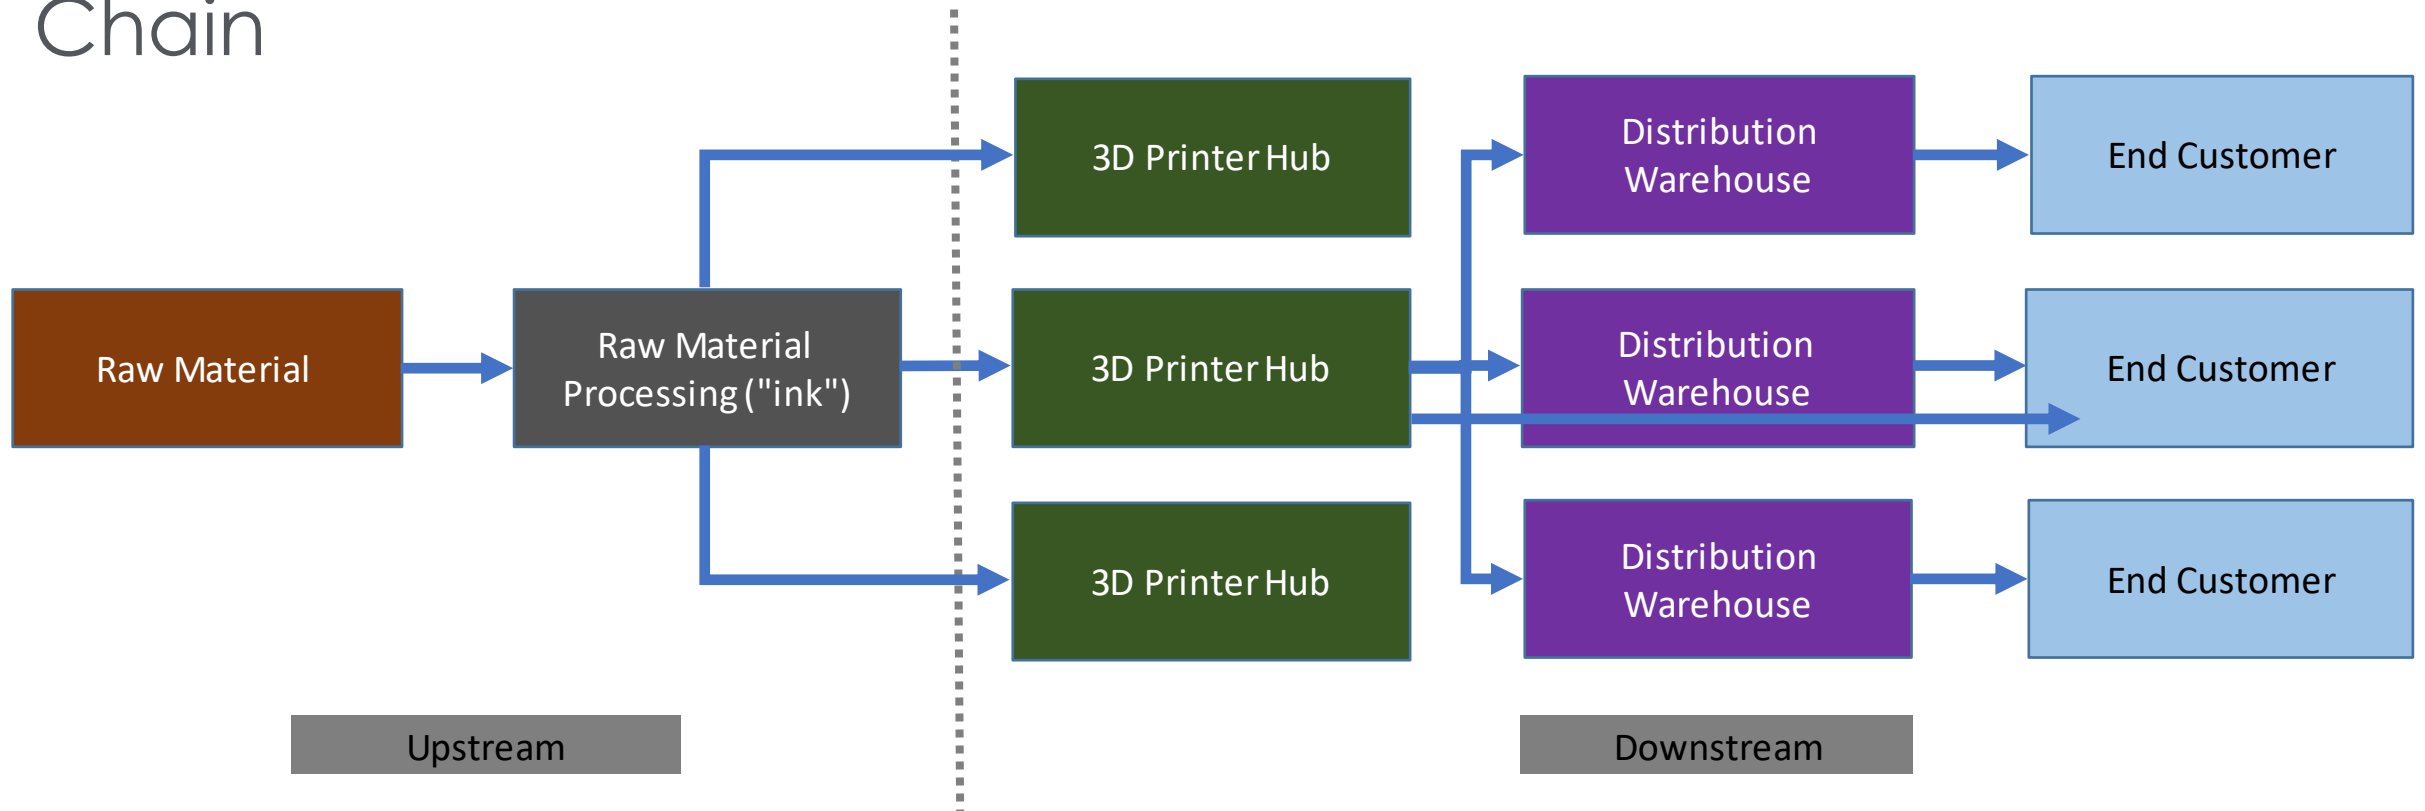 Chain
3D Printer Hub
Distribution
Warehouse
End Customer
Raw Material
Raw Material
Processing ("ink")
3D Printer Hub
Distribution
Warehouse
End Customer
3D Printer Hub
Distribution
Warehouse
End Customer
Upstream
Downstream